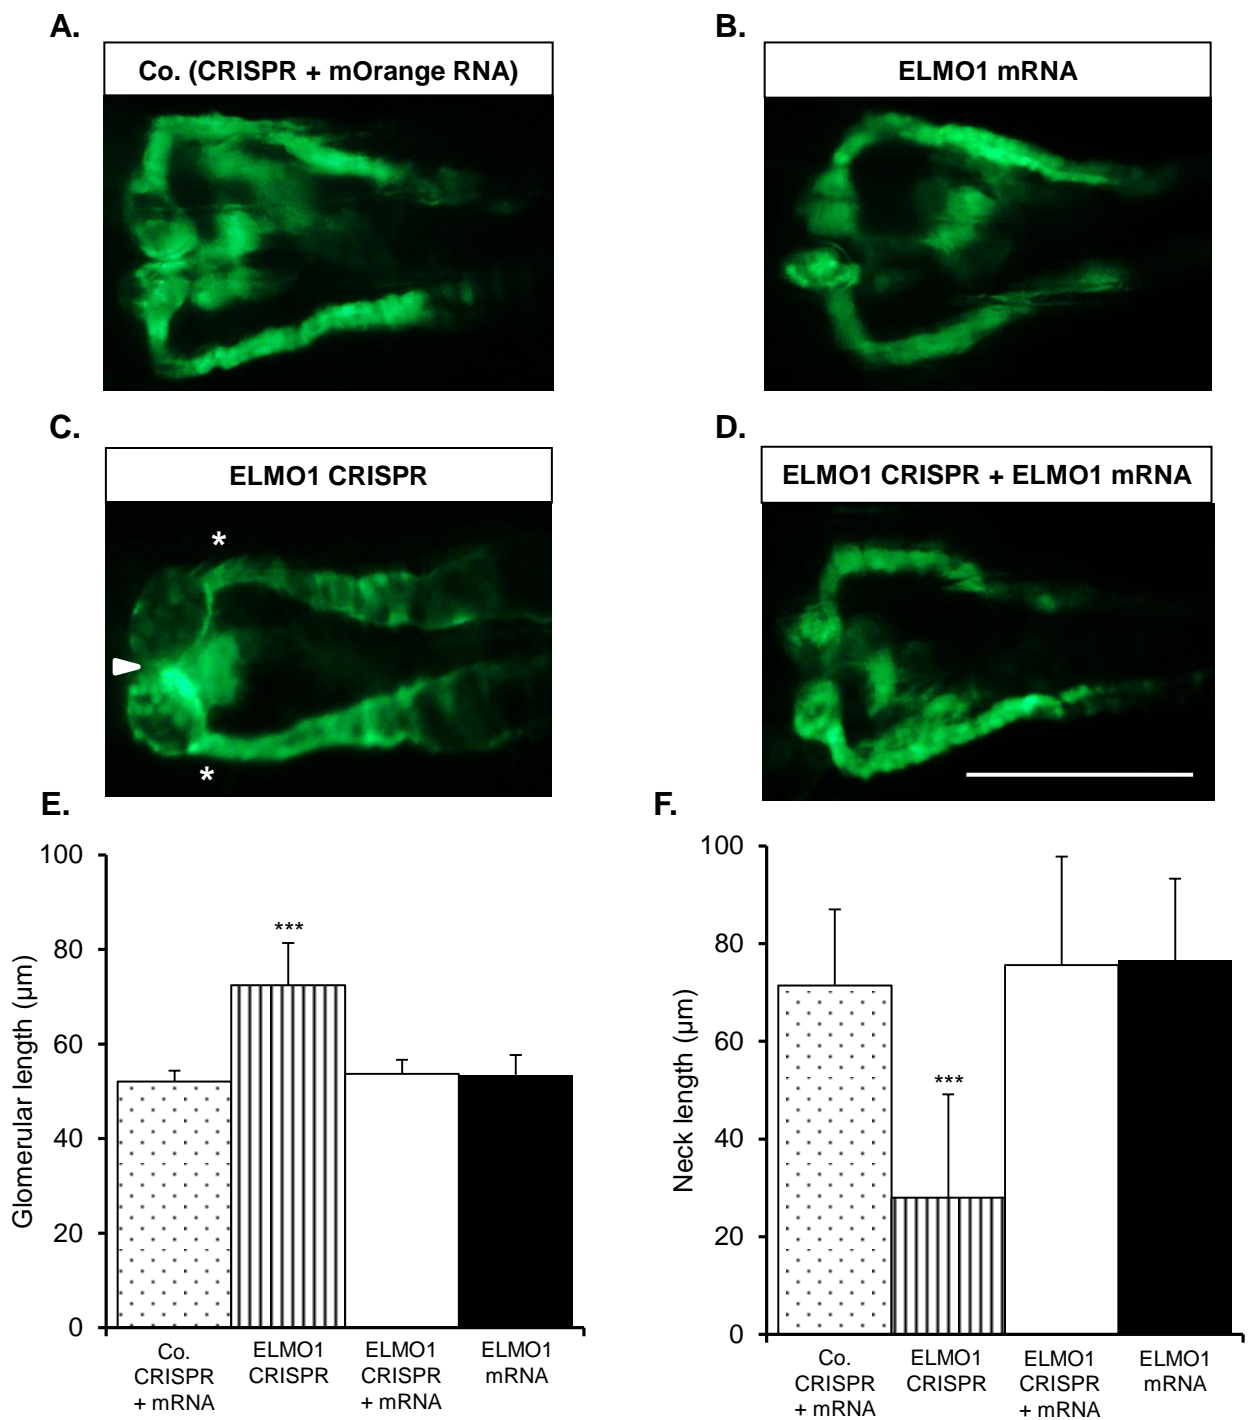 A.
Co. (CRISPR + mOrange RNA)
B.
ELMO1 mRNA
C.
ELMO1 CRISPR
*
*
D.
ELMO1 CRISPR + ELMO1 mRNA
E.
Glomerular length (µm)
100
80
60
40
20
0
***
Co.
CRISPR
+ mRNA
ELMO1
CRISPR
ELMO1
CRISPR
+ mRNA
ELMO1
mRNA
F.
Neck length (µm)
100
80
60
40
20
0
***
Co.
CRISPR
+ mRNA
ELMO1
CRISPR
ELMO1
CRISPR
+ mRNA
ELMO1
mRNA